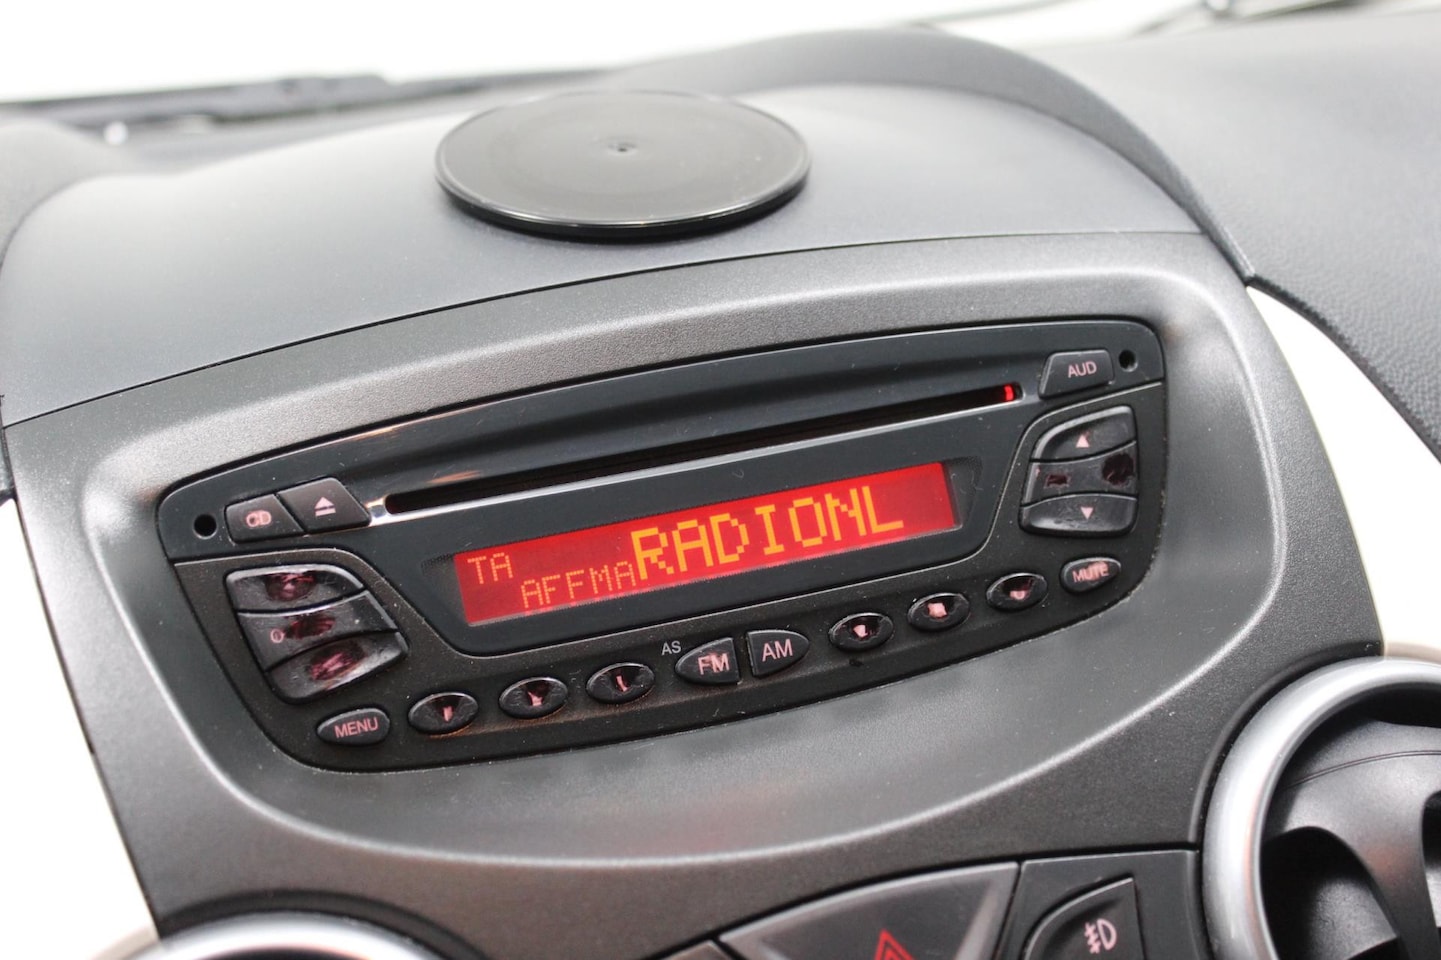 AUD
CD
TA
AFFMA
RADIONL
MUTE
AS
FM
AM
MENU